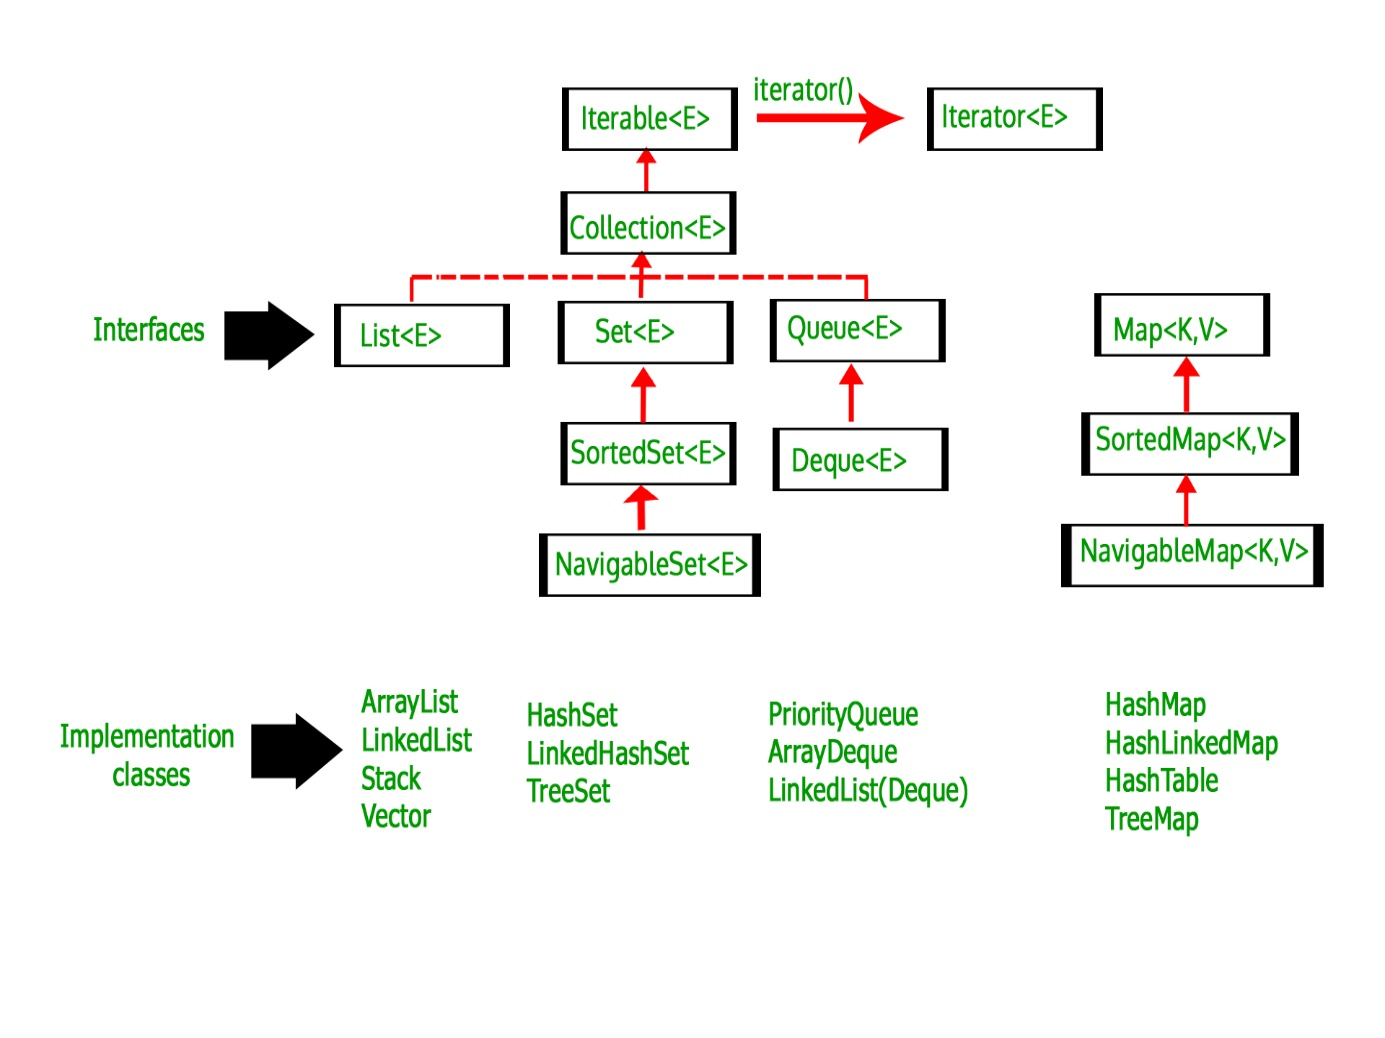 iterator()
Iterable<E>
Iterator<E>
Collection<E>
Interfaces
List<E>
Set<E>
Queue<E>
Map<K,V>
SortedSet<E>
Deque<E>
SortedMap<K,V>
NavigableSet<E>
NavigableMap<K,V>
Implementation
classes
ArrayList
LinkedList
Stack
Vector
HashSet
LinkedHashSet
TreeSet
PriorityQueue
ArrayDeque
LinkedList(Deque)
HashMap
HashLinkedMap
HashTable
TreeMap